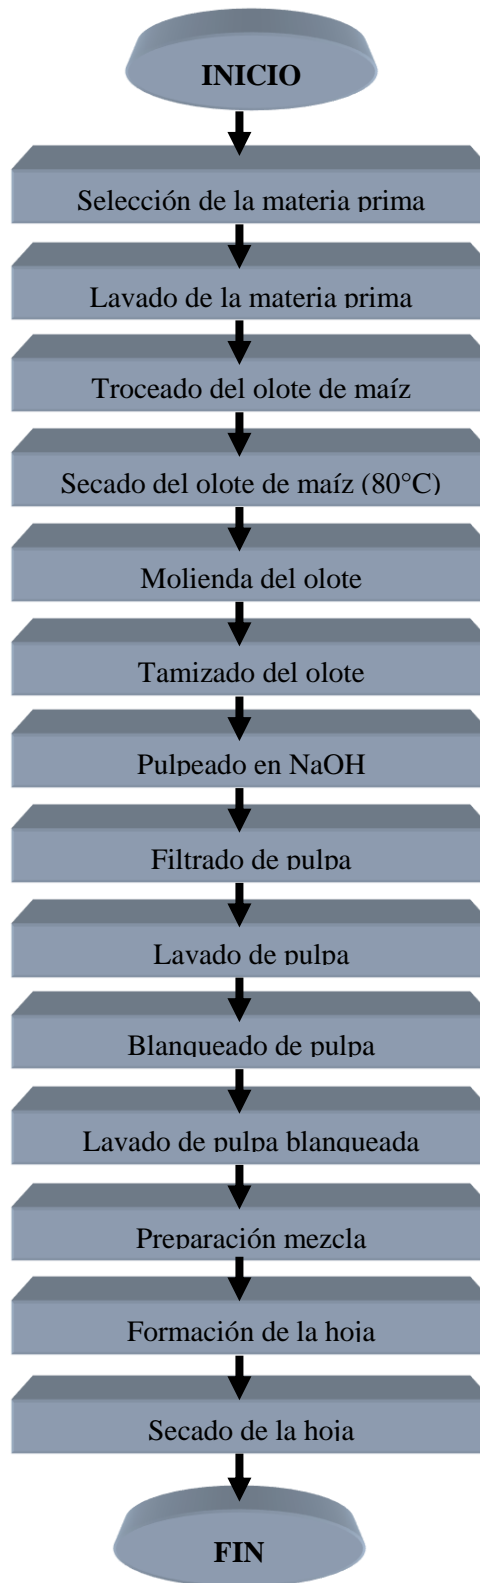 INICIO
Selección de la materia prima
Lavado de la materia prima
Troceado del olote de maíz
Secado del olote de maíz (80°C)
Molienda del olote
Tamizado del olote
Pulpeado en NaOH
Filtrado de pulpa
Lavado de pulpa
Blanqueado de pulpa
Lavado de pulpa blanqueada
Preparación mezcla
Formación de la hoja
Secado de la hoja
FIN